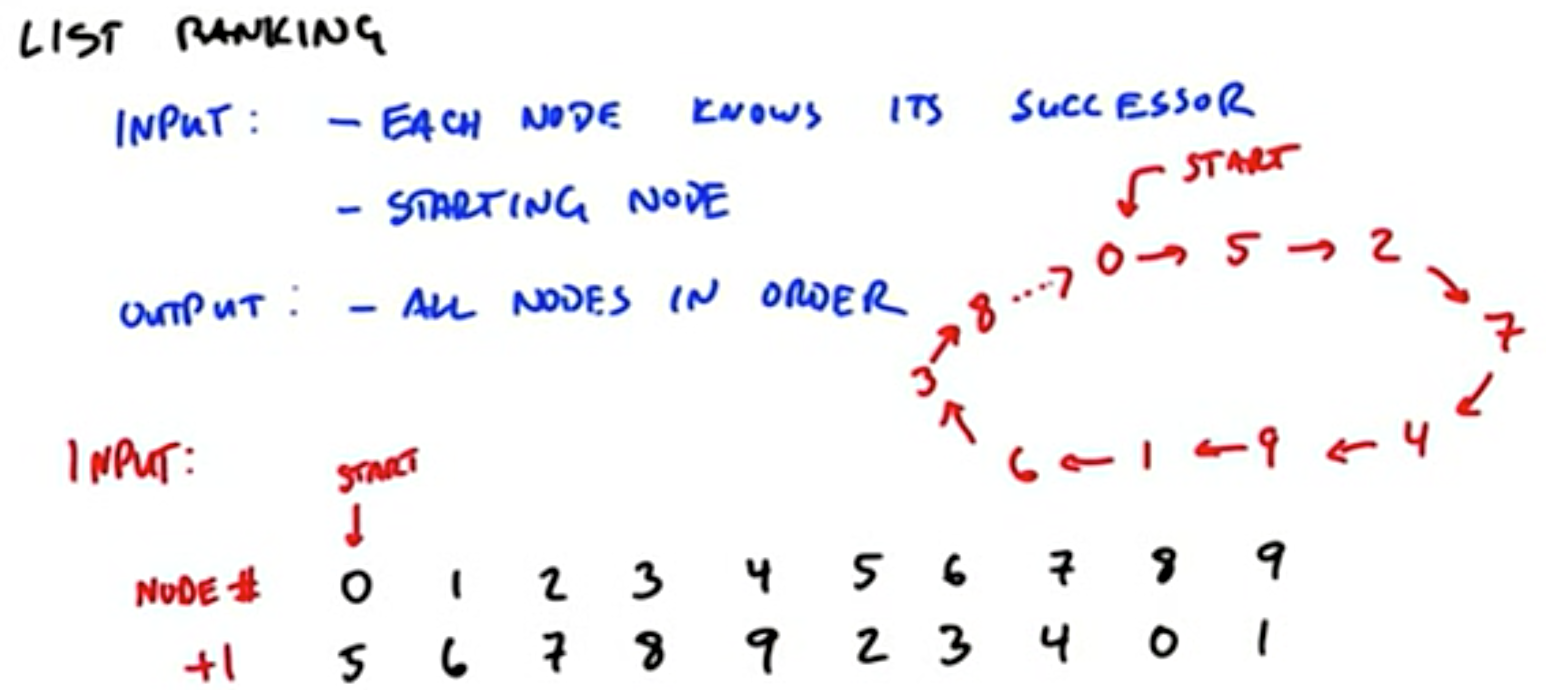 LIST RANKING
INPUT: - EACH NODE KNOWS ITS SUCCESSOR
- STARTING NODE
OUTPUT: - ALL NODES IN ORDER
START
0 → 5 → 2
7
4
← 9
← 1
← 6
3
8
INPUT:
START
NODE # 0 1 2 3 4 5 6 7 8 9
+1 5 6 7 8 9 2 3 4 0 1